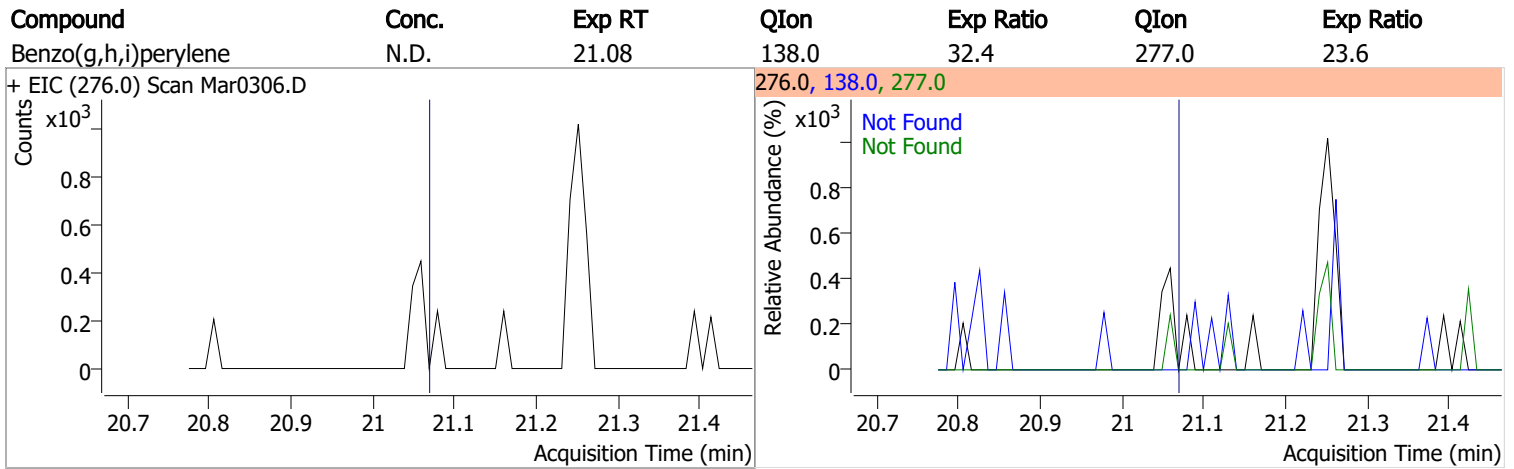 Compound Conc. Exp RT QIon Exp Ratio QIon Exp Ratio
Benzo(g,h,i)perylene N.D. 21.08 138.0 32.4 277.0 23.6
+ EIC (276.0) Scan Mar0306.D
Counts
x10³
0.8
0.6
0.4
0.2
0
20.7 20.8 20.9 21 21.1 21.2 21.3 21.4
Acquisition Time (min)
276.0, 138.0, 277.0
Relative Abundance (%)
x10³
Not Found
Not Found
0.8
0.6
0.4
0.2
0
20.7 20.8 20.9 21 21.1 21.2 21.3 21.4
Acquisition Time (min)